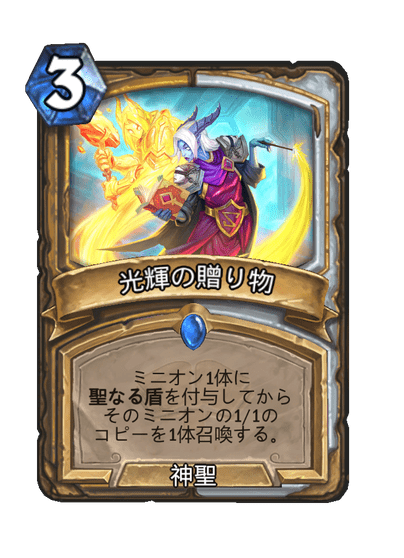 3
光輝の贈り物
ミニオン1体に
聖なる盾を付与してから
そのミニオンの1/1の
コピーを1体召喚する。
神聖